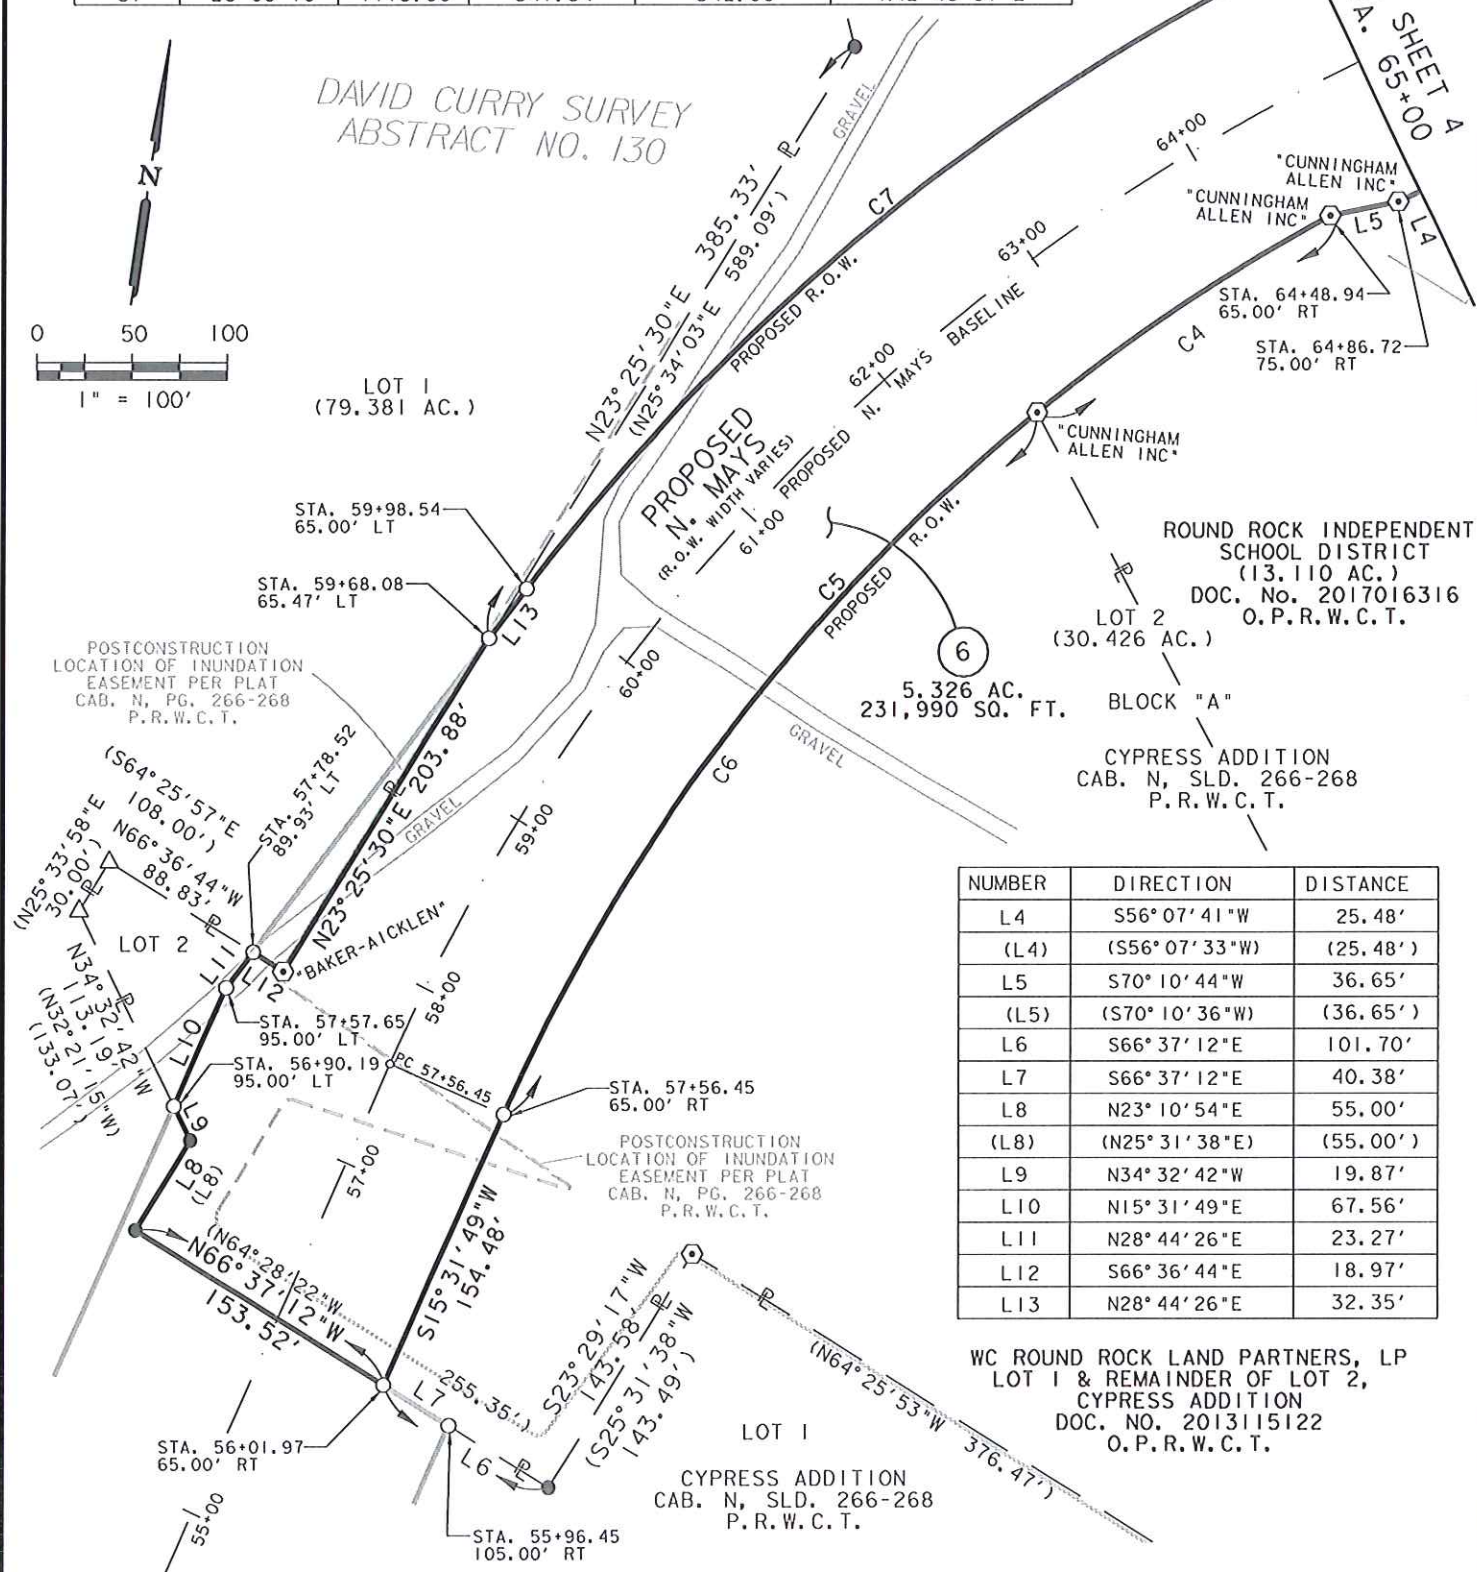 SHEET 4
A. 65+00
DAVID CURRY SURVEY
ABSTRACT NO. 130
N
0 50 100
1" = 100'
LOT 1
(79.381 AC.)
N23°25'30"E 385.33'
(N25°34'03"E 589.09')
GRAVEL
P̲L
C7
PROPOSED R.O.W.
64+00
63+00
62+00
61+00
60+00
59+00
58+00
57+00
55+00
PROPOSED N. MAYS BASELINE
"CUNNINGHAM
ALLEN INC"
"CUNNINGHAM
ALLEN INC"
L5
L4
STA. 64+48.94
65.00' RT
STA. 64+86.72
75.00' RT
C4
"CUNNINGHAM
ALLEN INC"
PROPOSED
N. MAYS
(R.O.W. WIDTH VARIES)
PROPOSED R.O.W.
C5
C6
ROUND ROCK INDEPENDENT
SCHOOL DISTRICT
(13.110 AC.)
DOC. No. 2017016316
O.P.R.W.C.T.
LOT 2
(30.426 AC.)
BLOCK "A"
CYPRESS ADDITION
CAB. N, SLD. 266-268
P.R.W.C.T.
6
5.326 AC.
231,990 SQ. FT.
GRAVEL
STA. 59+98.54
65.00' LT
STA. 59+68.08
65.47' LT
L13
POSTCONSTRUCTION
LOCATION OF INUNDATION
EASEMENT PER PLAT
CAB. N, PG. 266-268
P.R.W.C.T.
N23°25'30"E 203.88'
GRAVEL
STA. 57+78.52
89.93' LT
(S64°25'57"E
108.00')
N66°36'44"W
88.83'
(N25°33'58"E
30.00')
LOT 2
N34°32'42"W
113.19'
(N32°21'15"W)
(133.07')
L11
L12
"BAKER-AICKLEN"
L10
STA. 57+57.65
95.00' LT
STA. 56+90.19
95.00' LT
PC 57+56.45
STA. 57+56.45
65.00' RT
L9
L8
(L8)
POSTCONSTRUCTION
LOCATION OF INUNDATION
EASEMENT PER PLAT
CAB. N, PG. 266-268
P.R.W.C.T.
(N64°28'22"W
255.35')
N66°37'12"W
153.52'
S15°31'49"W
154.48'
S23°29'17"W
143.58'
(S25°31'38"W
143.49')
L7
L6
STA. 56+01.97
65.00' RT
STA. 55+96.45
105.00' RT
LOT 1
CYPRESS ADDITION
CAB. N, SLD. 266-268
P.R.W.C.T.
(N64°25'53"W 376.47')
NUMBER DIRECTION DISTANCE
L4 S56°07'41"W 25.48'
(L4) (S56°07'33"W) (25.48')
L5 S70°10'44"W 36.65'
(L5) (S70°10'36"W) (36.65')
L6 S66°37'12"E 101.70'
L7 S66°37'12"E 40.38'
L8 N23°10'54"E 55.00'
(L8) (N25°31'38"E) (55.00')
L9 N34°32'42"W 19.87'
L10 N15°31'49"E 67.56'
L11 N28°44'26"E 23.27'
L12 S66°36'44"E 18.97'
L13 N28°44'26"E 32.35'
WC ROUND ROCK LAND PARTNERS, LP
LOT 1 & REMAINDER OF LOT 2,
CYPRESS ADDITION
DOC. NO. 2013115122
O.P.R.W.C.T.